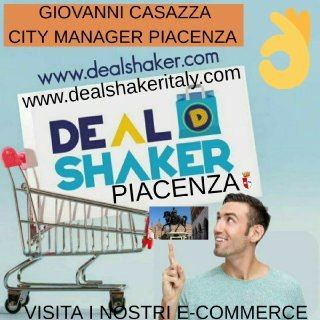 GIOVANNI CASAZZA
CITY MANAGER PIACENZA
www.dealshaker.com
www.dealshakeritaly.com
DEAL D
SHAKER
PIACENZA
VISITA I NOSTRI E-COMMERCE